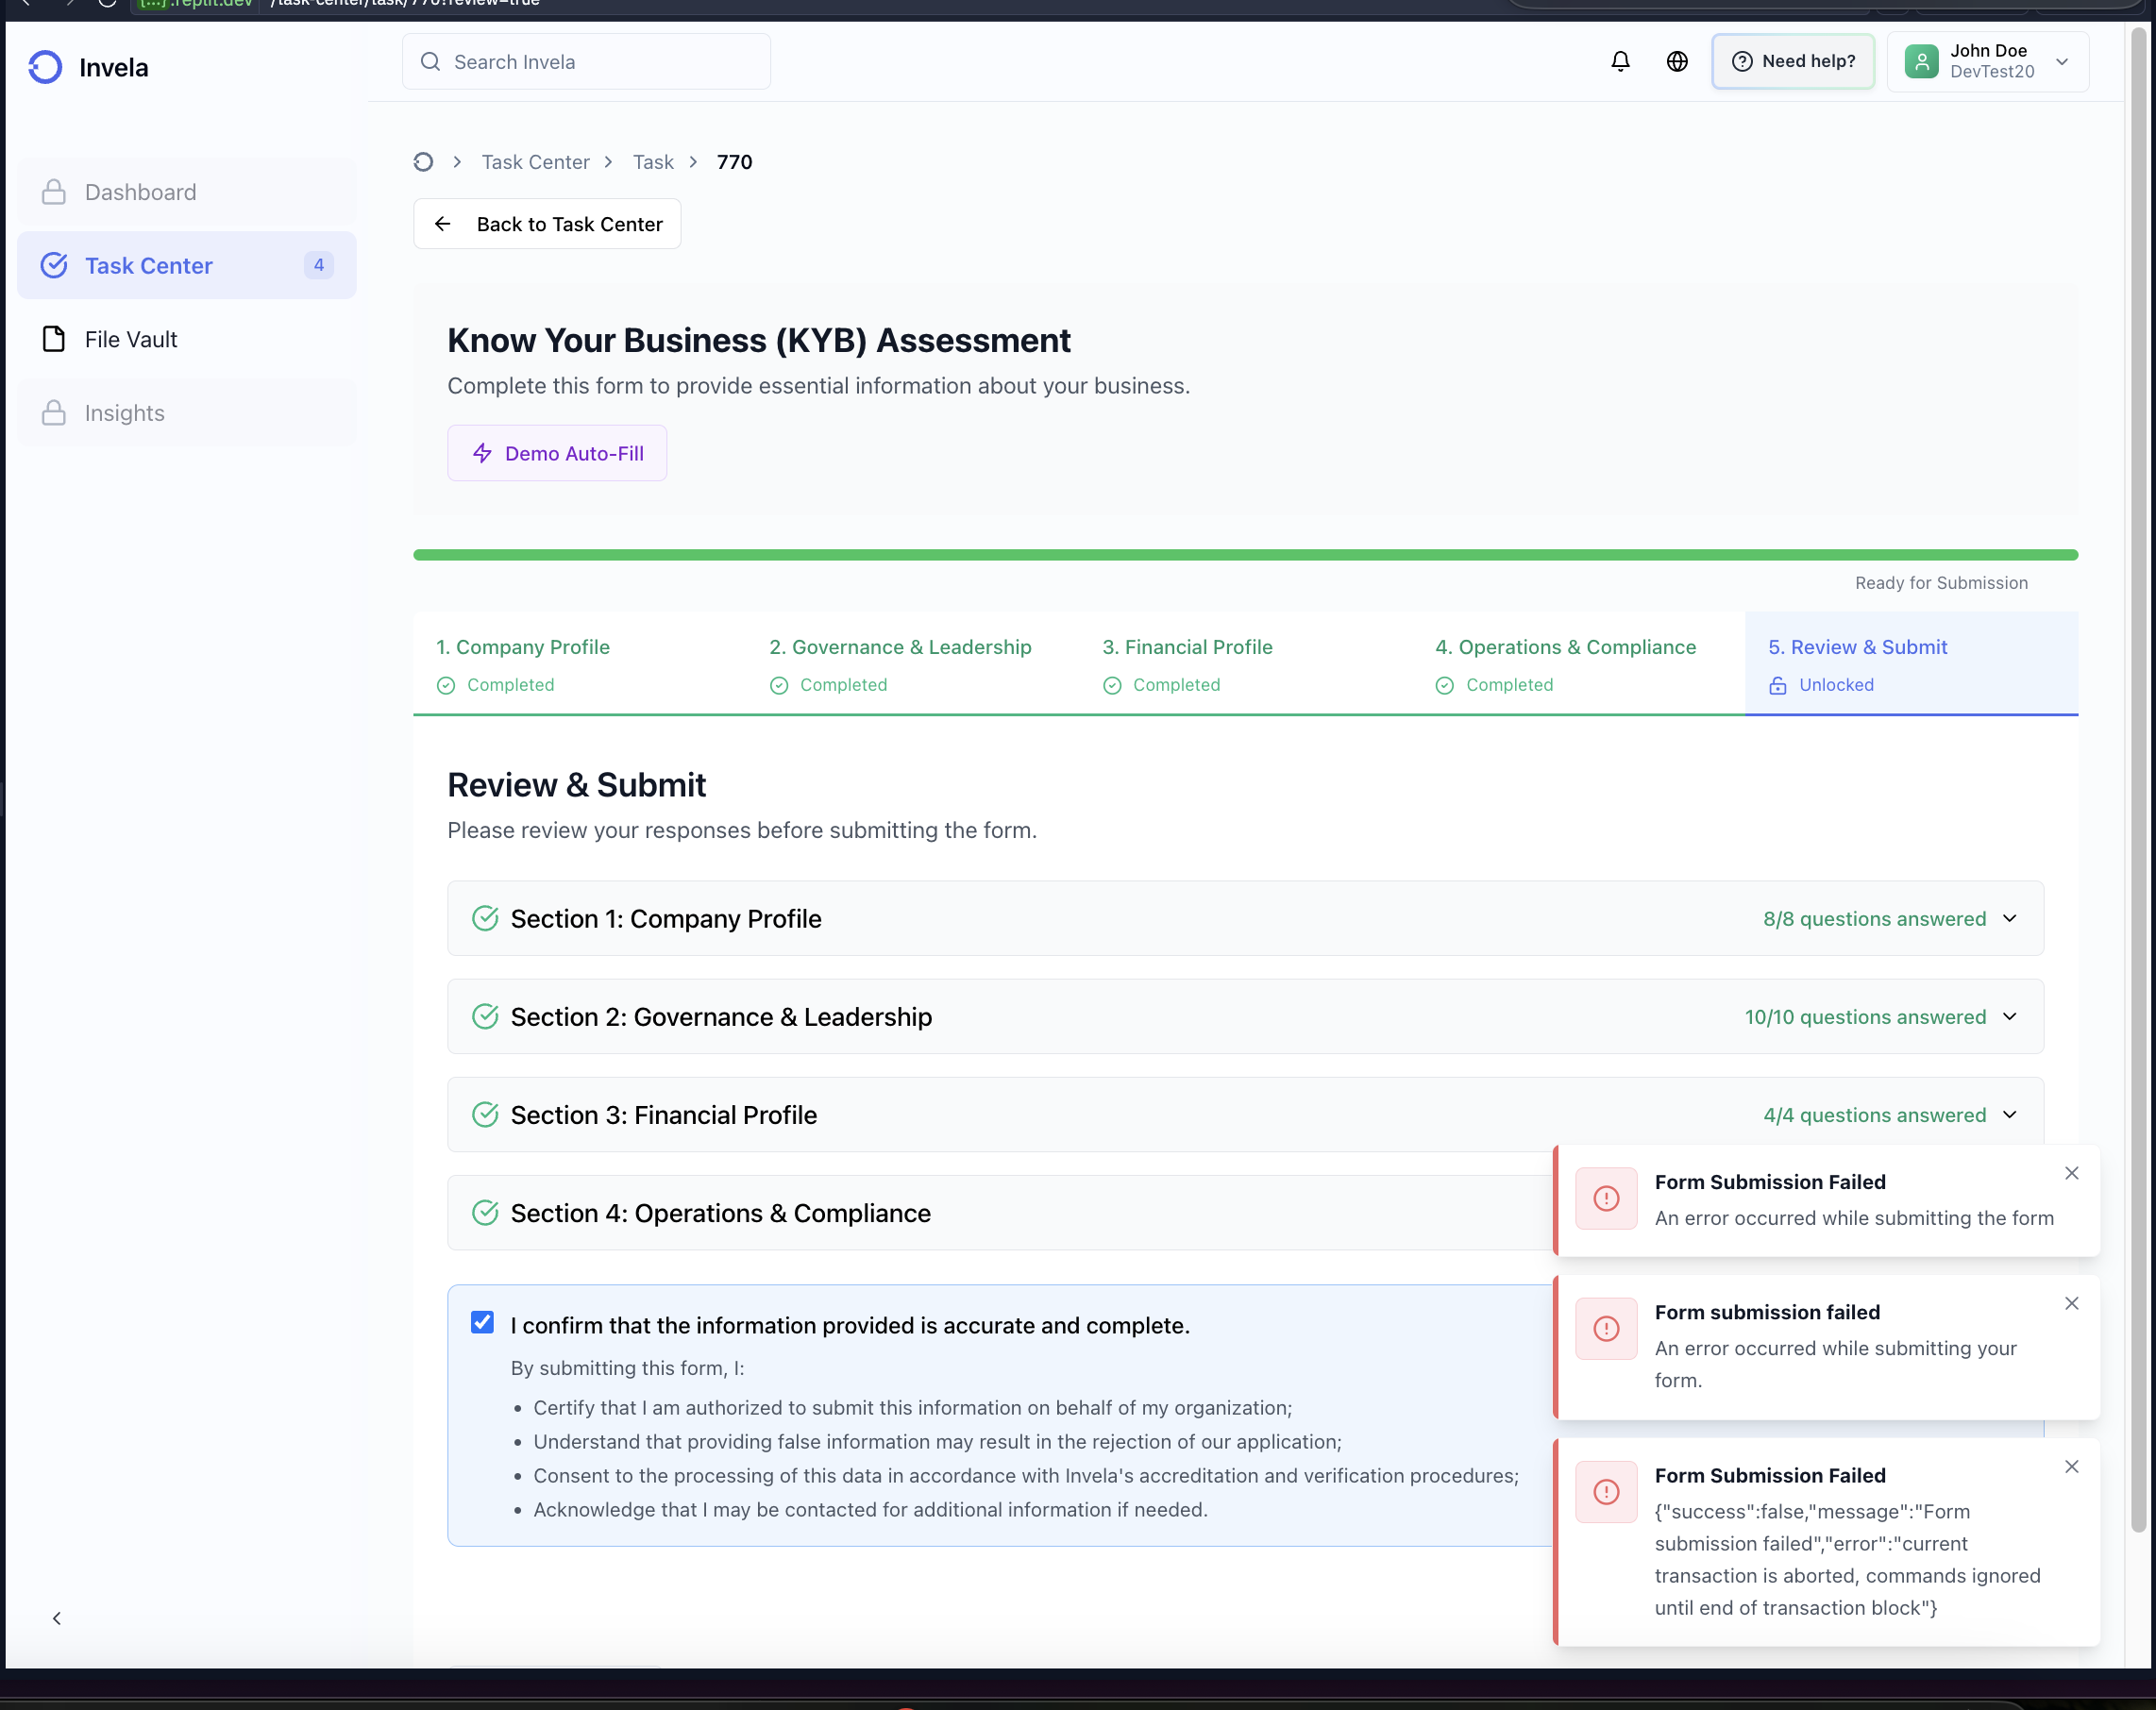 [...].replit.dev /task-center/task/770?review=true
Invela
Search Invela
Need help?
John Doe
DevTest20
Dashboard
Task Center 4
File Vault
Insights
Task Center Task 770
Back to Task Center
Know Your Business (KYB) Assessment
Complete this form to provide essential information about your business.
Demo Auto-Fill
Ready for Submission
1. Company Profile
Completed
2. Governance & Leadership
Completed
3. Financial Profile
Completed
4. Operations & Compliance
Completed
5. Review & Submit
Unlocked
Review & Submit
Please review your responses before submitting the form.
Section 1: Company Profile 8/8 questions answered
Section 2: Governance & Leadership 10/10 questions answered
Section 3: Financial Profile 4/4 questions answered
Section 4: Operations & Compliance
I confirm that the information provided is accurate and complete.
By submitting this form, I:
• Certify that I am authorized to submit this information on behalf of my organization;
• Understand that providing false information may result in the rejection of our application;
• Consent to the processing of this data in accordance with Invela's accreditation and verification procedures;
• Acknowledge that I may be contacted for additional information if needed.
Form Submission Failed
An error occurred while submitting the form
Form submission failed
An error occurred while submitting your
form.
Form Submission Failed
{"success":false,"message":"Form
submission failed","error":"current
transaction is aborted, commands ignored
until end of transaction block"}